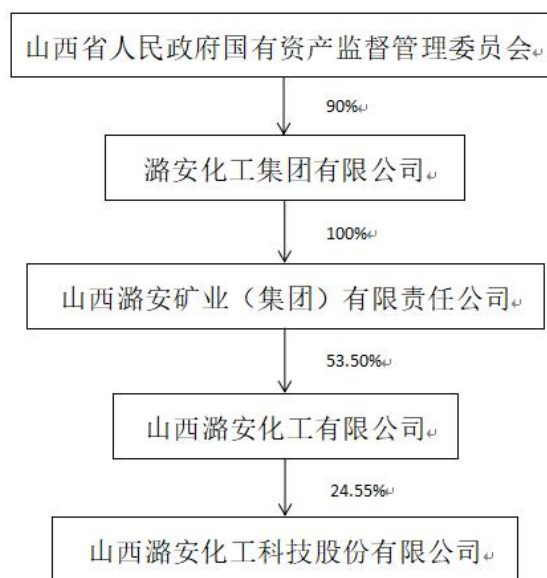 山西省人民政府国有资产监督管理委员会
90%
潞安化工集团有限公司
100%
山西潞安矿业（集团）有限责任公司
53.50%
山西潞安化工有限公司
24.55%
山西潞安化工科技股份有限公司